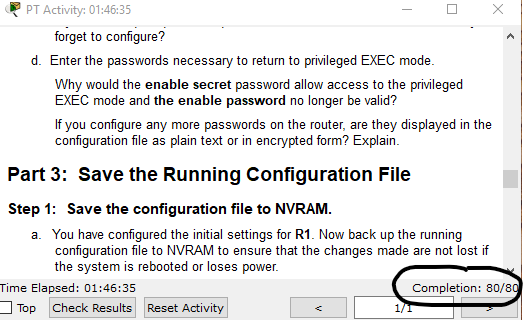 PT Activity: 01:46:35
forget to configure?
d. Enter the passwords necessary to return to privileged EXEC mode.
Why would the enable secret password allow access to the privileged
EXEC mode and the enable password no longer be valid?
If you configure any more passwords on the router, are they displayed in the
configuration file as plain text or in encrypted form? Explain.
Part 3: Save the Running Configuration File
Step 1: Save the configuration file to NVRAM.
a. You have configured the initial settings for R1. Now back up the running
configuration file to NVRAM to ensure that the changes made are not lost if
the system is rebooted or loses power.
Time Elapsed: 01:46:35 Completion: 80/80
Top Check Results Reset Activity < 1/1 >